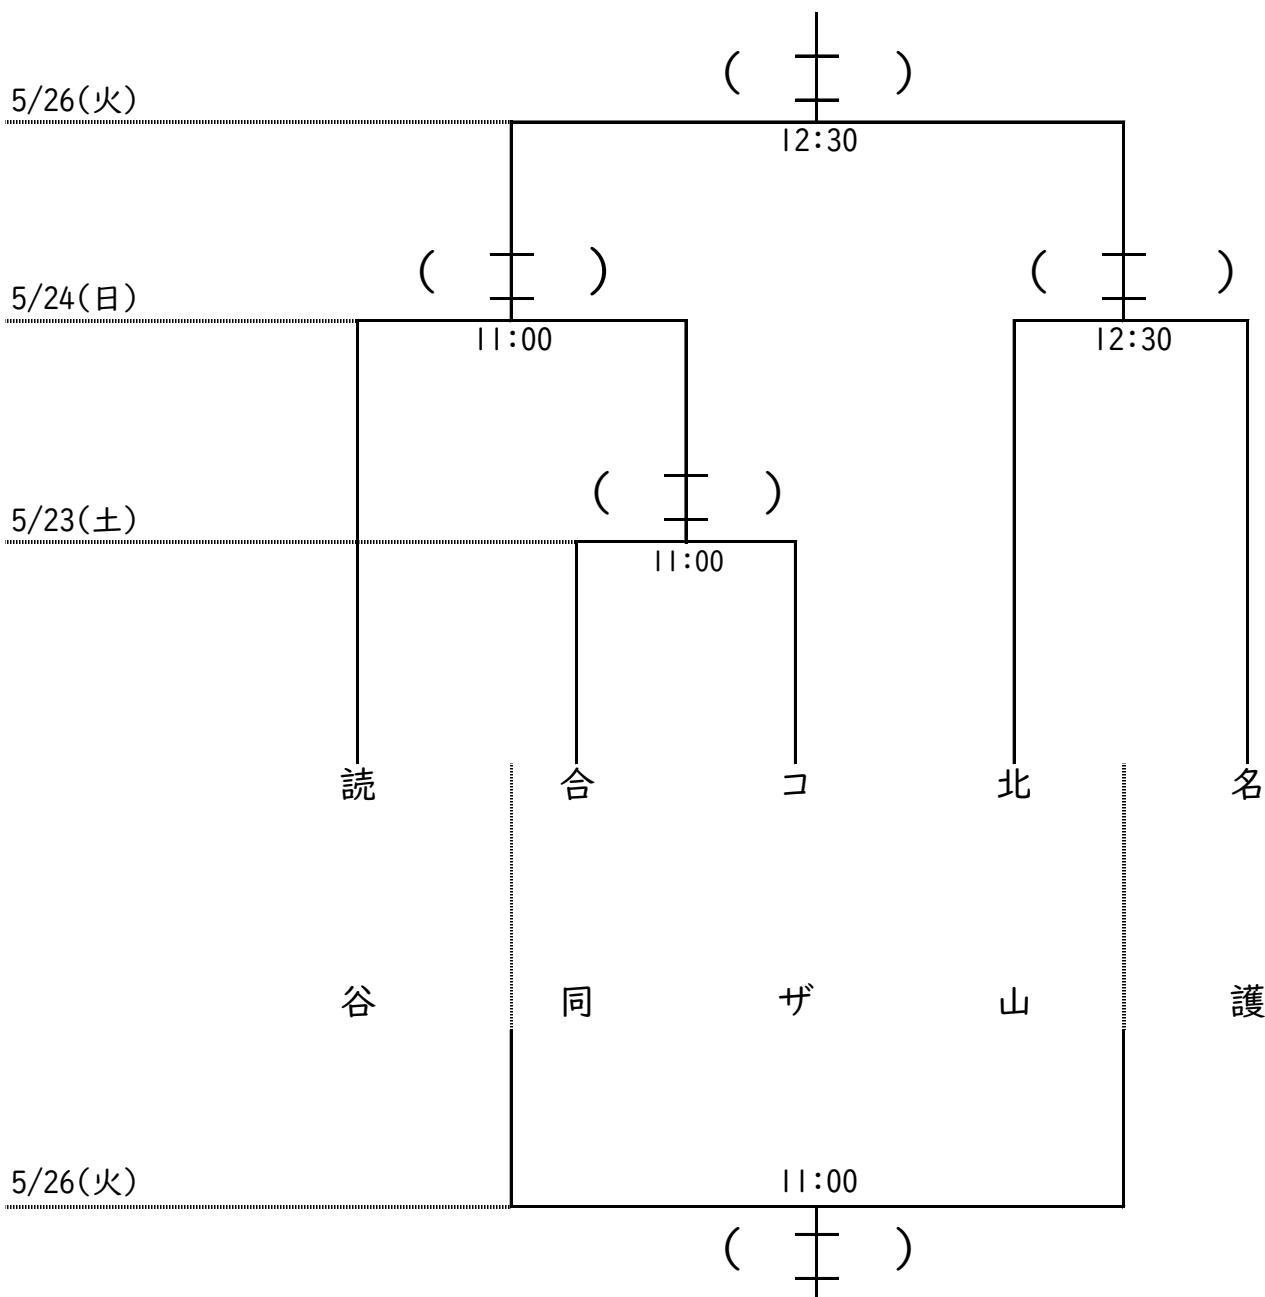 ( )
5/26(火)
12:30
( ) ( )
5/24(日)
11:00 12:30
( )
5/23(土)
11:00
読谷
合同
コザ
北山
名護
5/26(火)
11:00
( )